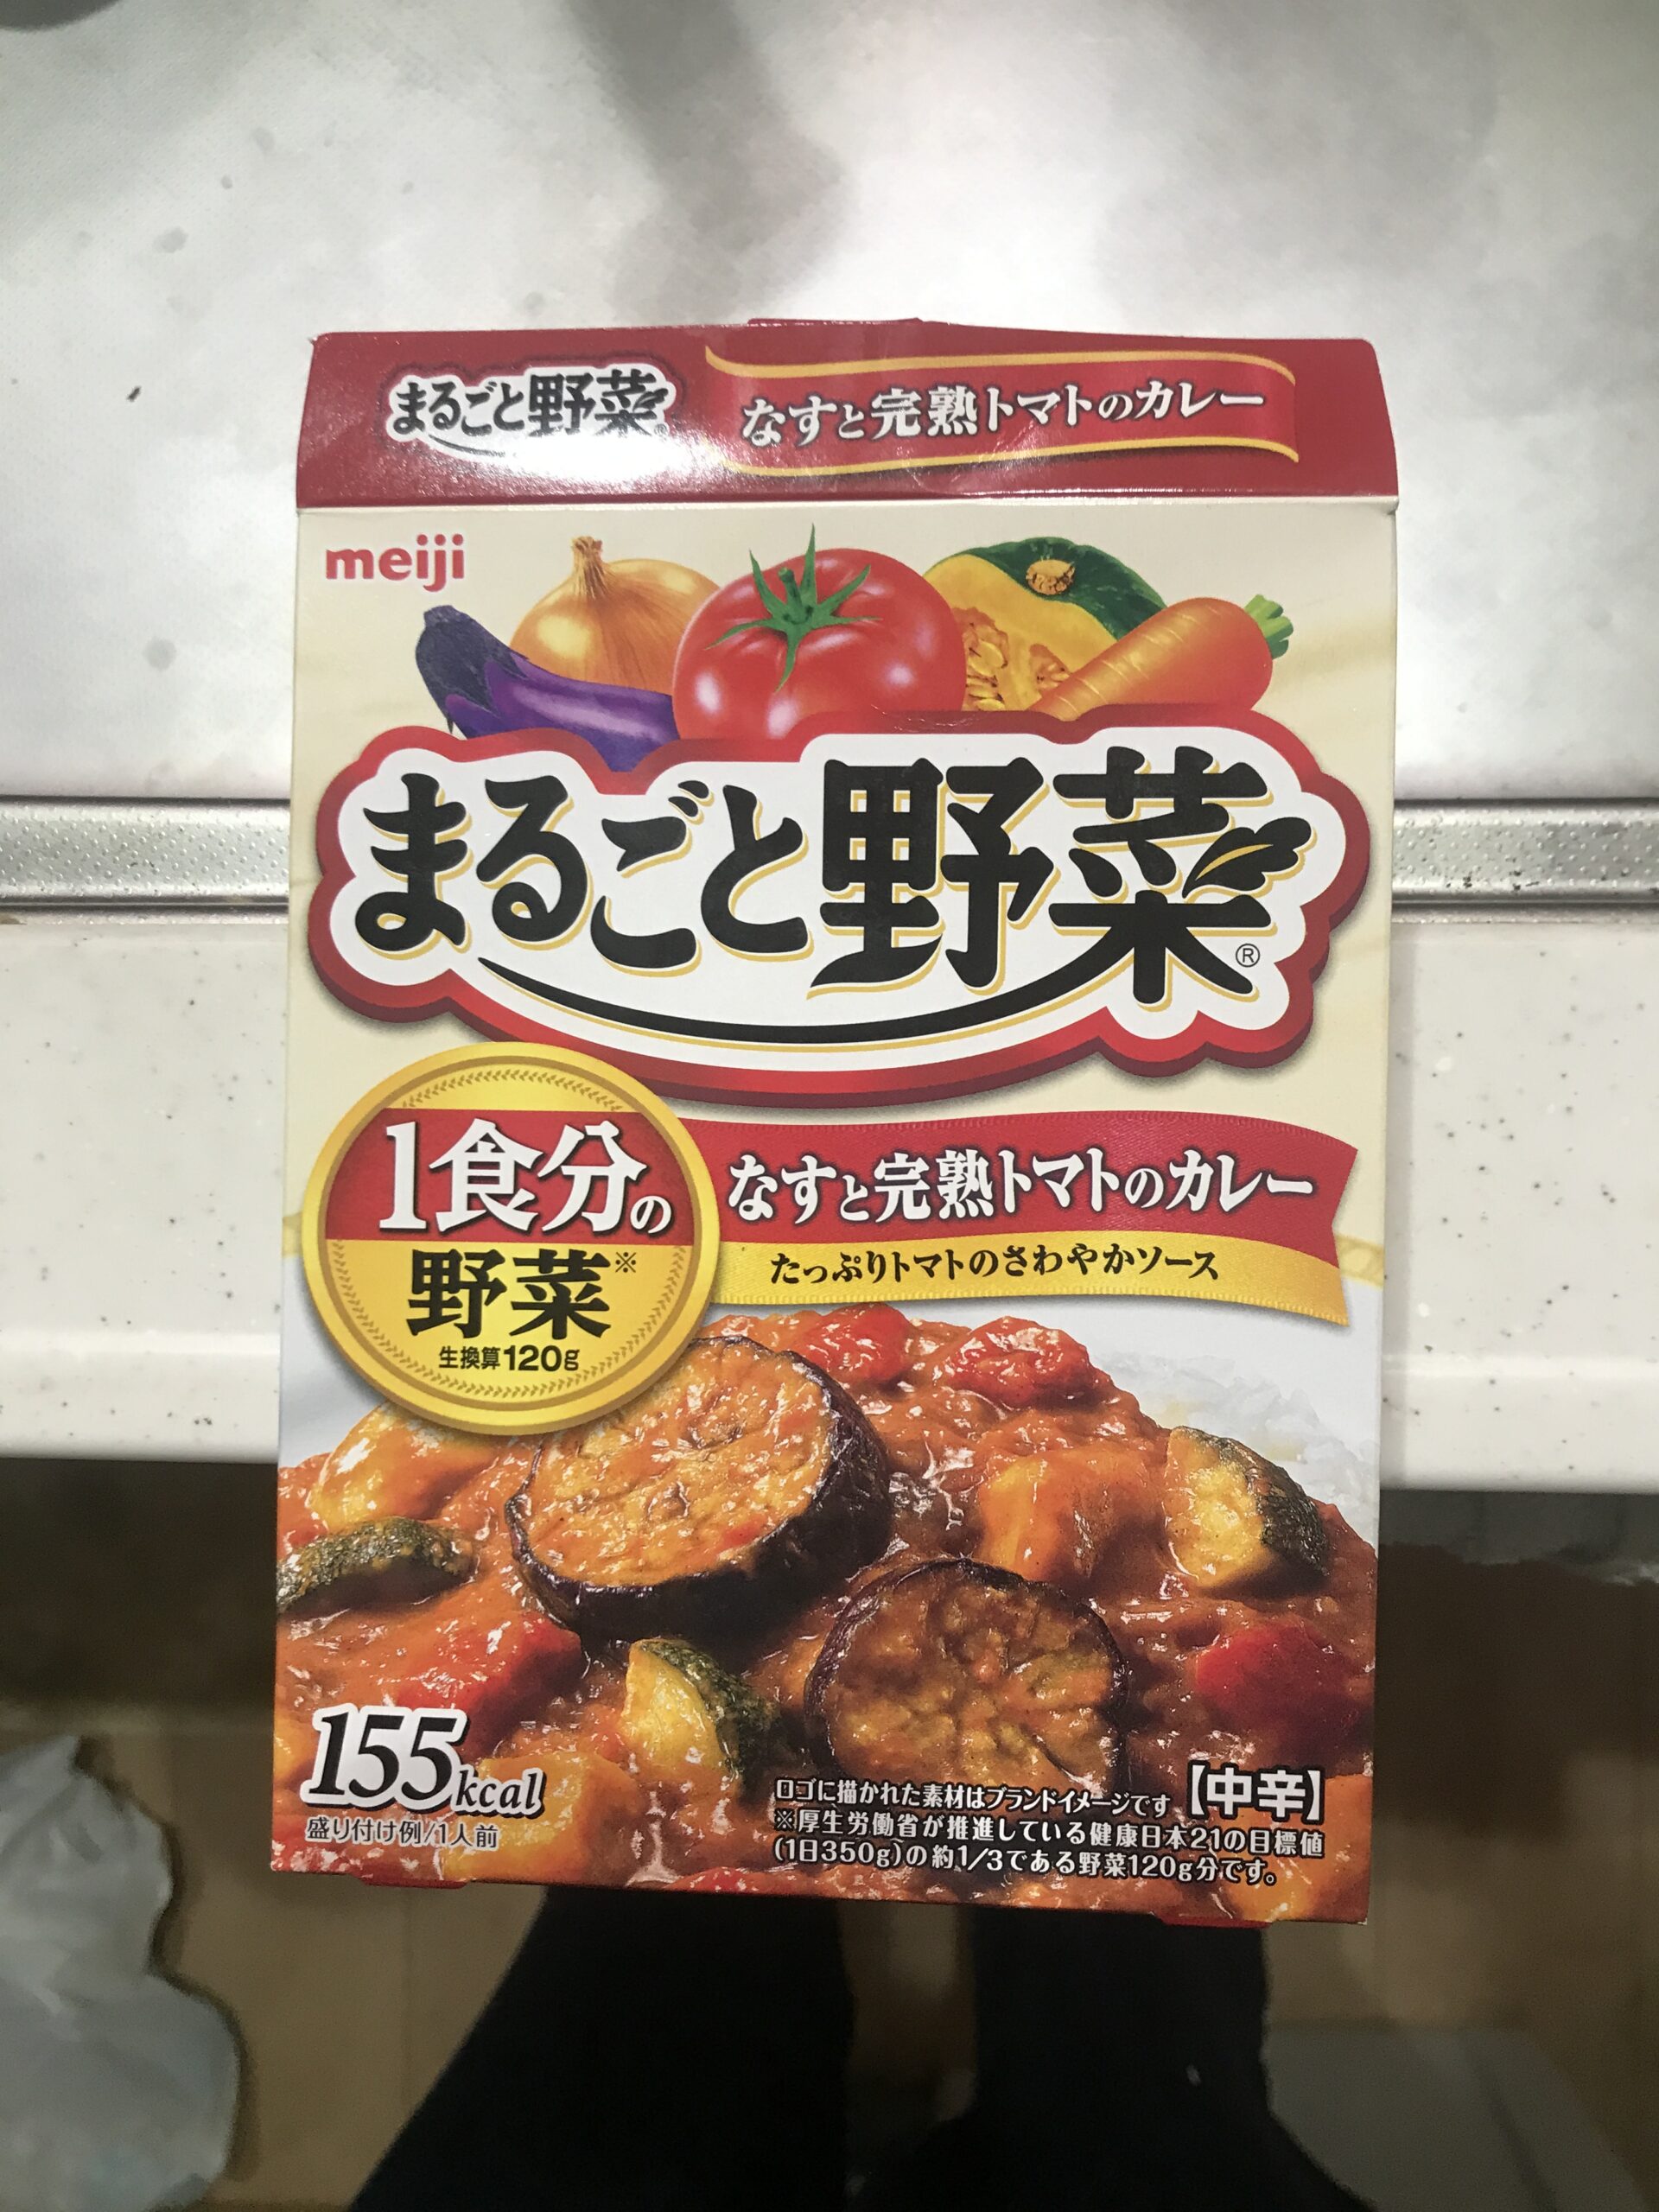 まるごと野菜®
なすと完熟トマトのカレー
meiji
まるごと野菜®
1食分の
野菜※
生換算120g
なすと完熟トマトのカレー
たっぷりトマトのさわやかソース
155kcal
盛り付け例/1人前
ロゴに描かれた素材はブランドイメージです 【中辛】
※厚生労働省が推進している健康日本21の目標値
(1日350g)の約1/3である野菜120g分です。